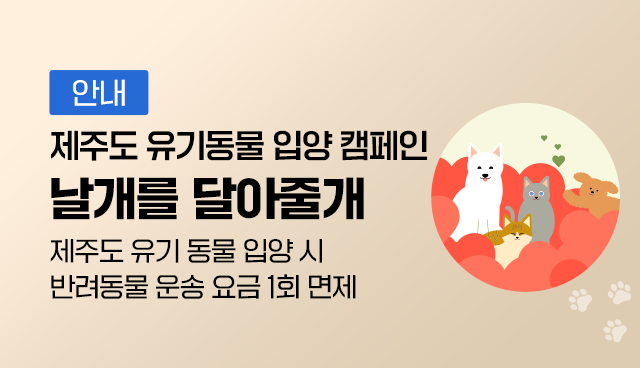 안내
제주도 유기동물 입양 캠페인
날개를 달아줄개
제주도 유기 동물 입양 시
반려동물 운송 요금 1회 면제